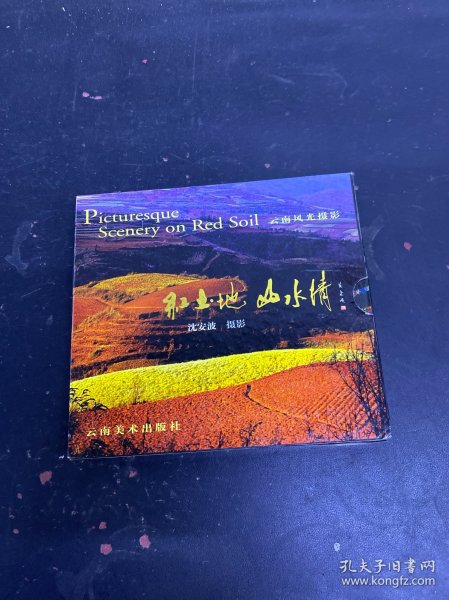 Picturesque
Scenery on Red Soil 云南风光摄影
红土地 山水情
沈安波 摄影
云南美术出版社
孔夫子旧书网
www.kongfz.com